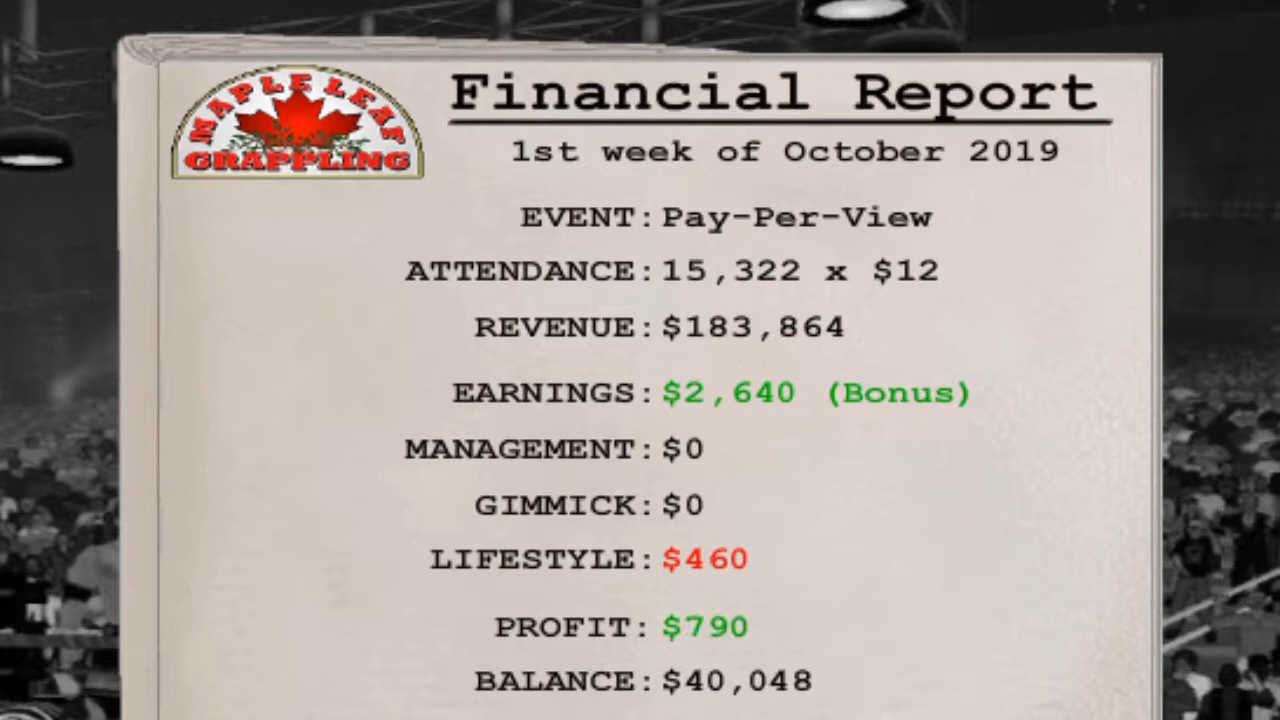 MAPLE LEAF
GRAPPLING
Financial Report
1st week of October 2019
EVENT: Pay-Per-View
ATTENDANCE: 15,322 x $12
REVENUE: $183,864
EARNINGS: $2,640 (Bonus)
MANAGEMENT: $0
GIMMICK: $0
LIFESTYLE: $460
PROFIT: $790
BALANCE: $40,048